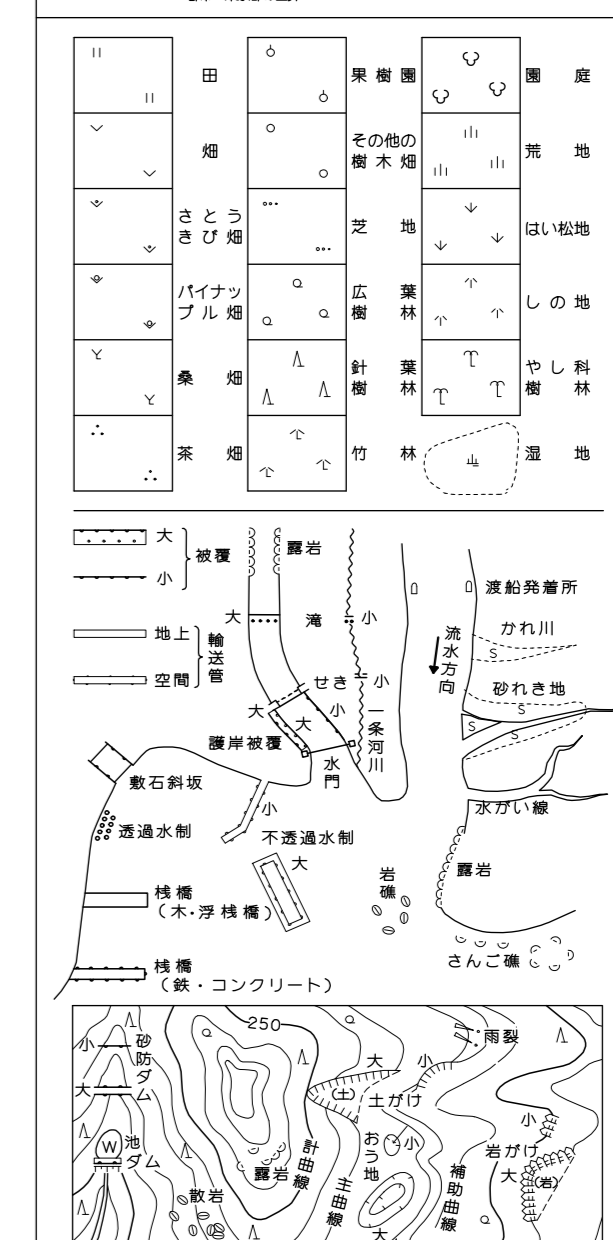 田
果樹園
園庭
畑
その他の
樹木畑
荒地
さとう
きび畑
芝地
はい松地
パイナッ
プル畑
広葉
樹林
しの地
桑畑
針葉
樹林
やし科
樹林
茶畑
竹林
湿地
大
小
被覆
地上
空間
輸送管
露岩
大
滝
小
せき
小
大
大
小
護岸被覆
水門
一条河川
渡船発着所
流水方向
かれ川
S
砂れき地
S
S
S
水がい線
敷石斜坂
透過水制
小
不透過水制
大
岩礁
露岩
桟橋
(木・浮桟橋)
さんご礁
桟橋
(鉄・コンクリート)
小
砂防ダム
大
W
池
ダム
250
露岩
散岩
計曲線
主曲線
大
小
(土)
土がけ
おう地
小
大
補助曲線
雨裂
小
岩がけ
大
(岩)